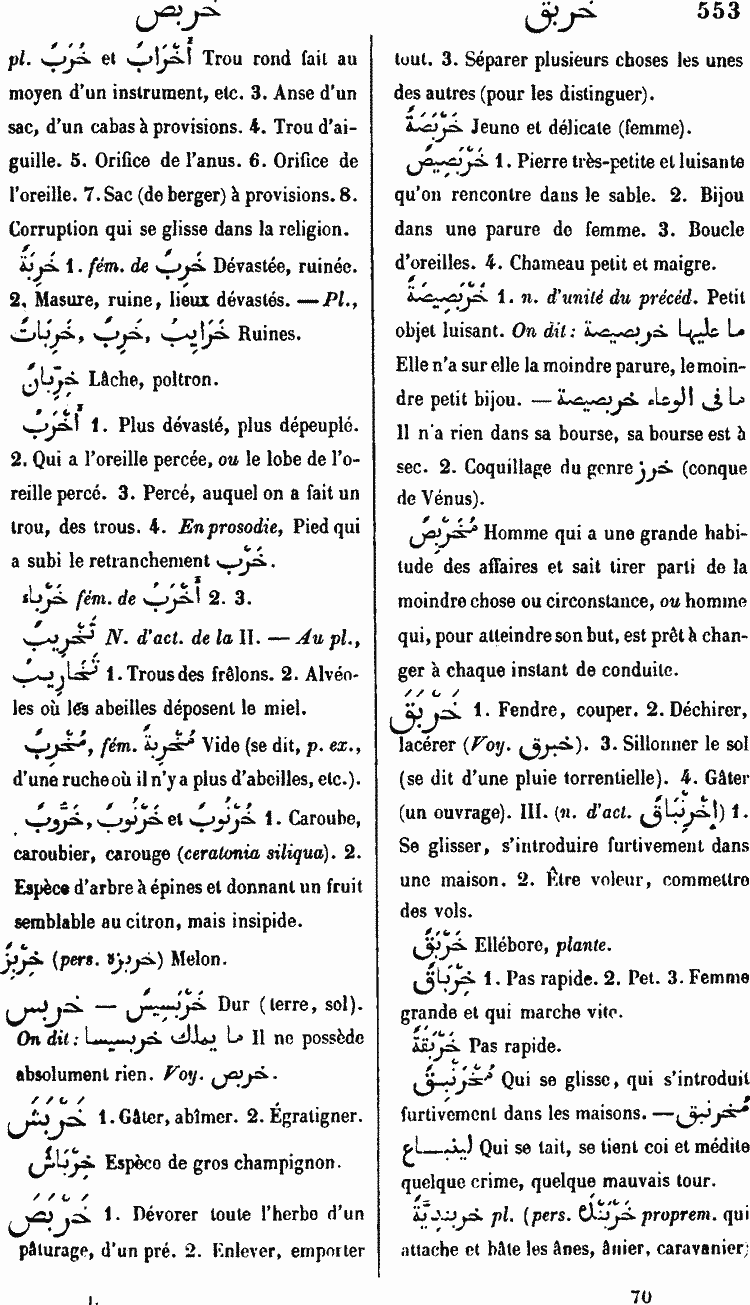 خربص
خربق
553
pl. خُرَبٌ et أَخْرَابٌ Trou rond fait au
moyen d'un instrument, etc. 3. Anse d'un
sac, d'un cabas à provisions. 4. Trou d'ai-
guille. 5. Orifice de l'anus. 6. Orifice de
l'oreille. 7. Sac (de berger) à provisions. 8.
Corruption qui se glisse dans la religion.
خَرِبَةٌ 1. fém. de خَرِبٌ Dévastée, ruinée.
2. Masure, ruine, lieux dévastés. — Pl.,
خَرَايِبُ, خَرِبٌ, خَرِبَاتٌ Ruines.
خِرِّبَانٌ Lâche, poltron.
أَخْرَبُ 1. Plus dévasté, plus dépeuplé.
2. Qui a l'oreille percée, ou le lobe de l'o-
reille percé. 3. Percé, auquel on a fait un
trou, des trous. 4. En prosodie, Pied qui
a subi le retranchement خَرْب.
خَرْبَاء fém. de أَخْرَبُ 2. 3.
تَخْرِيبٌ N. d'act. de la II. — Au pl.,
تَخَارِيبُ 1. Trous des frêlons. 2. Alvéo-
les où les abeilles déposent le miel.
مُخْرِبٌ, fém. مُخْرِبَةٌ Vide (se dit, p. ex.,
d'une ruche où il n'y a plus d'abeilles, etc.).
خَرُّوبٌ, خَرْنُوبٌ et خُرْنُوبٌ 1. Caroube,
caroubier, carouge (ceratonia siliqua). 2.
Espèce d'arbre à épines et donnant un fruit
semblable au citron, mais insipide.
خِرْبِزٌ (pers. خربزه) Melon.
خربس — خَرْبَسِيسٌ Dur (terre, sol).
On dit: ما يملك خربسيسا Il ne possède
absolument rien. Voy. خربص.
خَرْبَشَ 1. Gâter, abîmer. 2. Égratigner.
خِرْبَاشٌ Espèce de gros champignon.
خَرْبَصَ 1. Dévorer toute l'herbe d'un
pâturage, d'un pré. 2. Enlever, emporter
I.
tout. 3. Séparer plusieurs choses les unes
des autres (pour les distinguer).
خَرْبَصَةٌ Jeune et délicate (femme).
خَرْبَصِيصٌ 1. Pierre très-petite et luisante
qu'on rencontre dans le sable. 2. Bijou
dans une parure de femme. 3. Boucle
d'oreilles. 4. Chameau petit et maigre.
خَرْبَصِيصَةٌ 1. n. d'unité du précéd. Petit
objet luisant. On dit: ما عليها خربصيصة
Elle n'a sur elle la moindre parure, le moin-
dre petit bijou. — ما فى الوعاء خربصيصة
Il n'a rien dans sa bourse, sa bourse est à
sec. 2. Coquillage du genre خرز (conque
de Vénus).
مُخَرْبِصٌ Homme qui a une grande habi-
tude des affaires et sait tirer parti de la
moindre chose ou circonstance, ou homme
qui, pour atteindre son but, est prêt à chan-
ger à chaque instant de conduite.
خَرْبَقَ 1. Fendre, couper. 2. Déchirer,
lacérer (Voy. خبرق). 3. Sillonner le sol
(se dit d'une pluie torrentielle). 4. Gâter
(un ouvrage). III. (n. d'act. إِخْرِنْبَاقٌ) 1.
Se glisser, s'introduire furtivement dans
une maison. 2. Être voleur, commettre
des vols.
خَرْبَقٌ Ellébore, plante.
خِرْبَاقٌ 1. Pas rapide. 2. Pet. 3. Femme
grande et qui marche vite.
خَرْبَقَةٌ Pas rapide.
مُخْرَنْبِقٌ Qui se glisse, qui s'introduit
furtivement dans les maisons. — مُخرنبق
لينباع Qui se tait, se tient coi et médite
quelque crime, quelque mauvais tour.
خربنديَّةٌ pl. (pers. خَرْبَنْدَك proprem. qui
attache et bâte les ânes, ânier, caravanier;
70